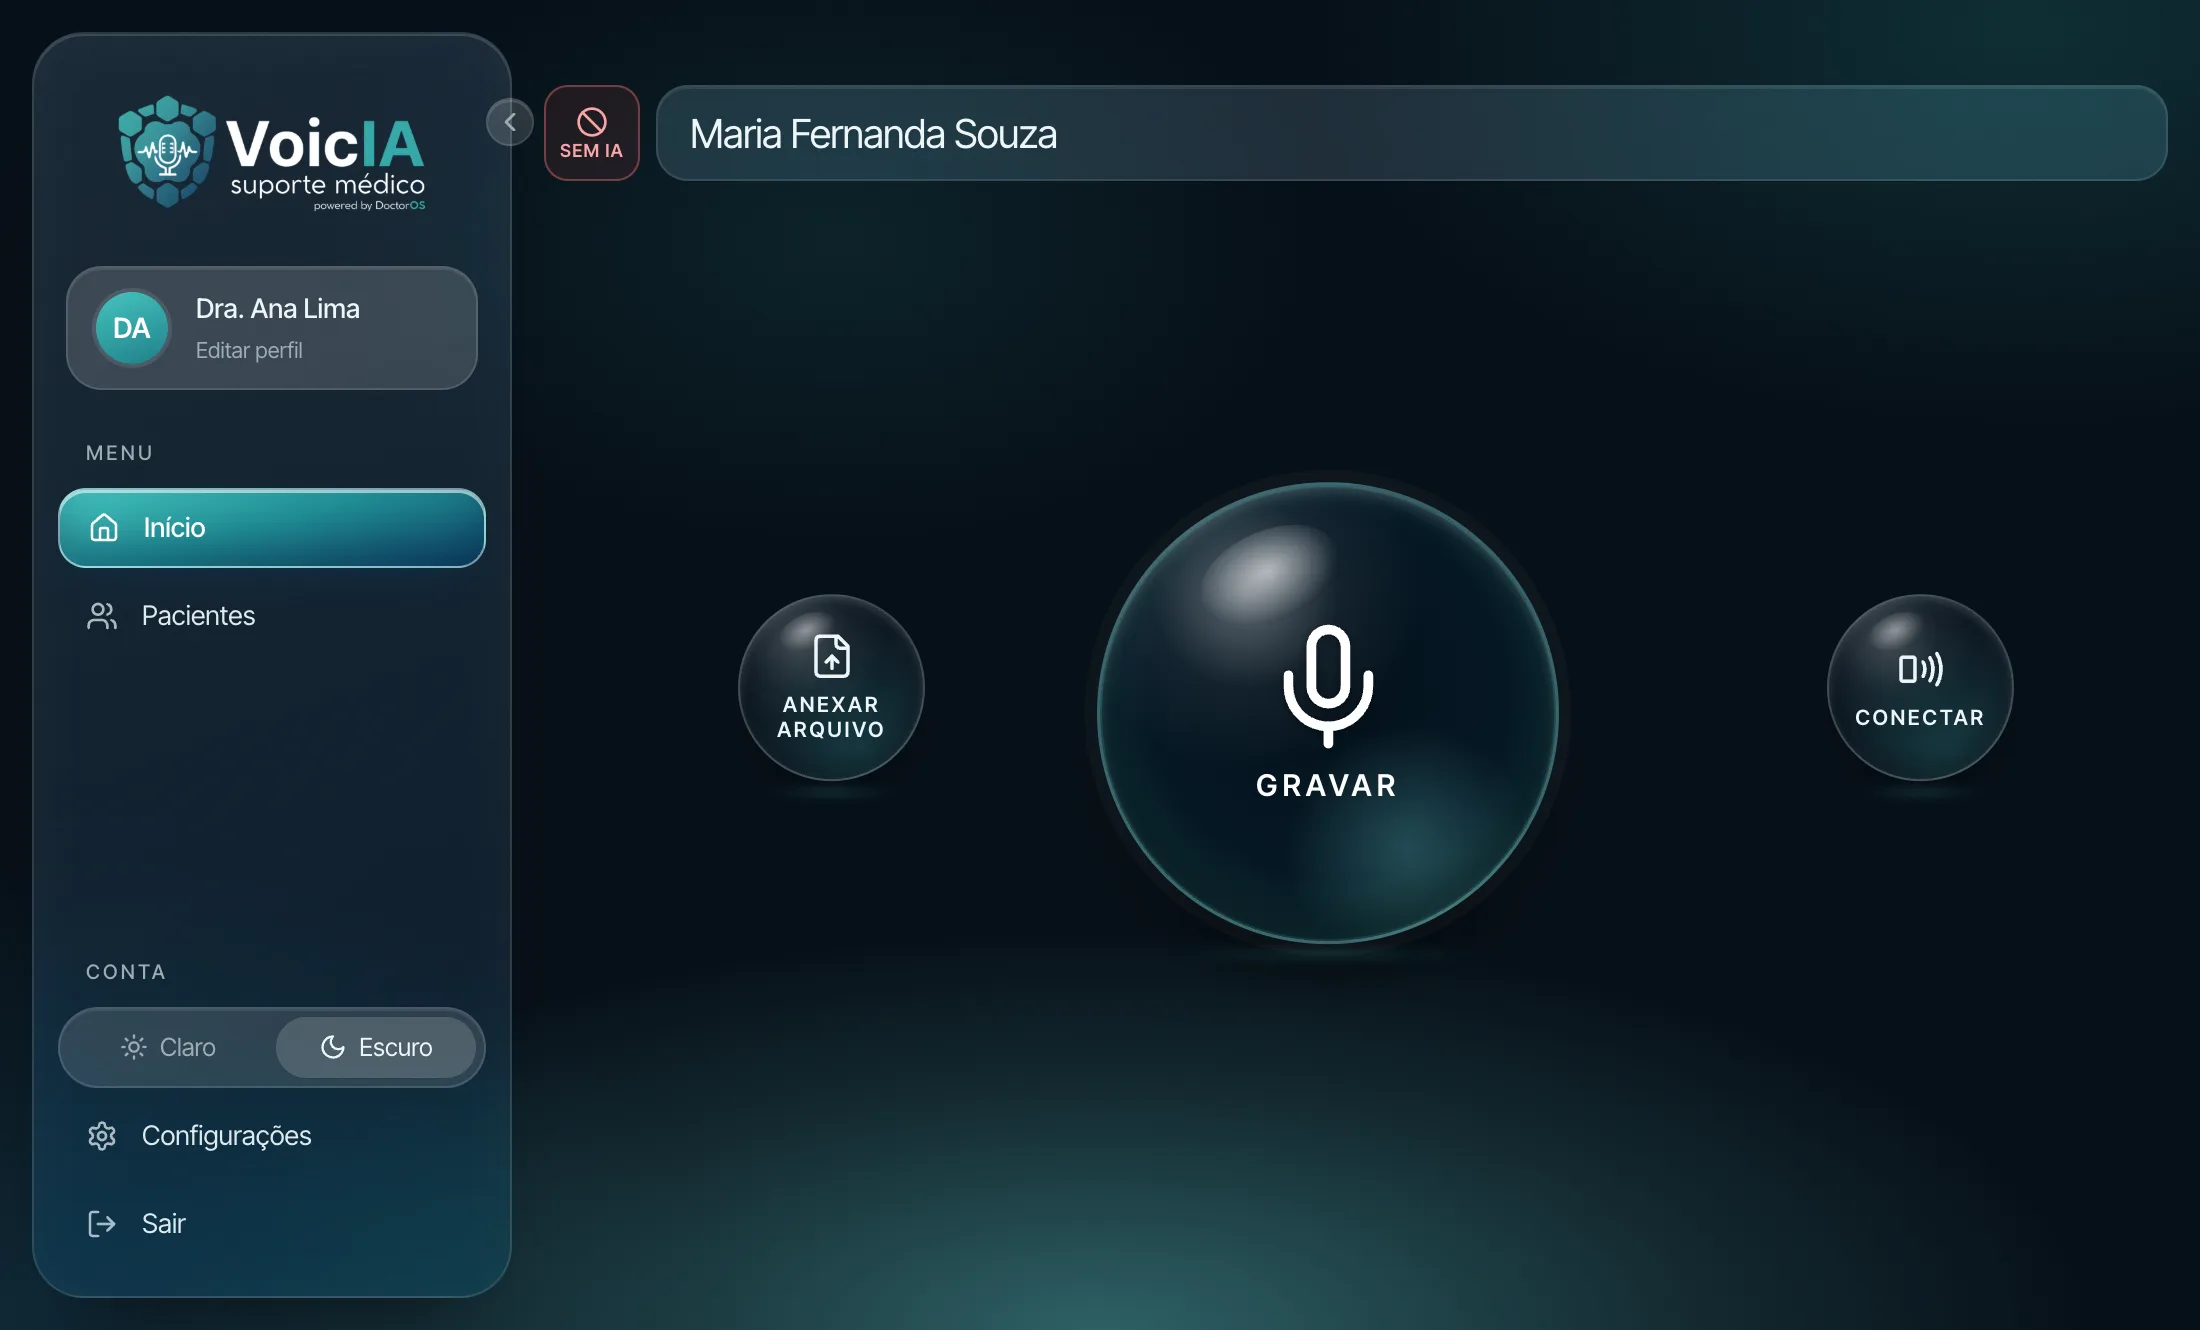 VoicIA
suporte médico
powered by DoctorOS
DA
Dra. Ana Lima
Editar perfil
MENU
Início
Pacientes
CONTA
Claro
Escuro
Configurações
Sair
SEM IA
Maria Fernanda Souza
ANEXAR
ARQUIVO
GRAVAR
CONECTAR